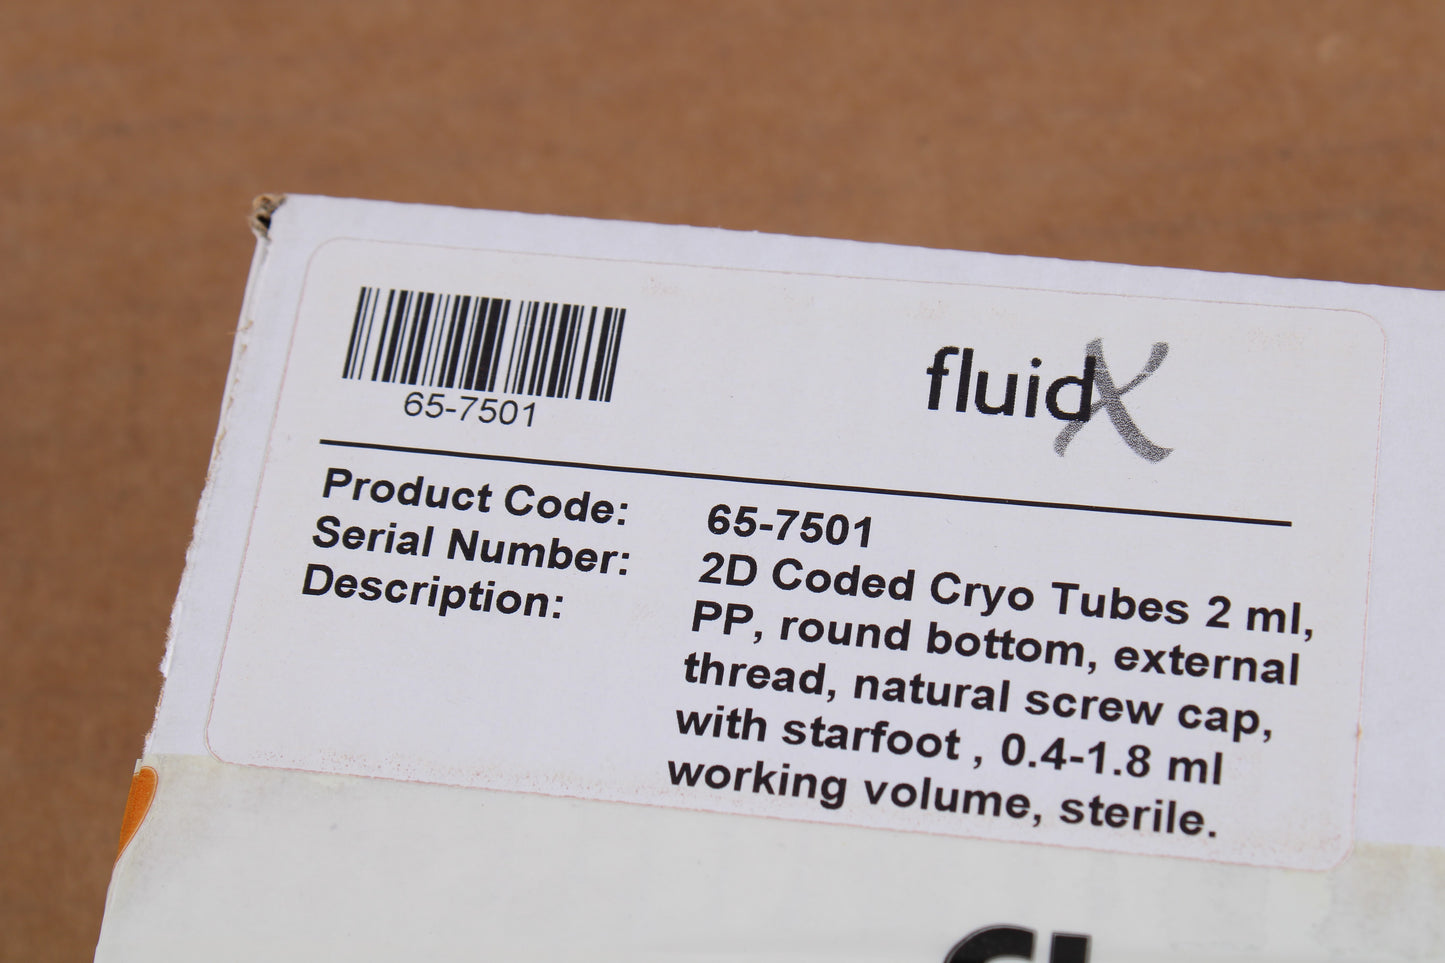 65-7501
fluidX
Product Code: 65-7501
Serial Number: 2D Coded Cryo Tubes 2 ml,
Description: PP, round bottom, external
thread, natural screw cap,
with starfoot , 0.4-1.8 ml
working volume, sterile.